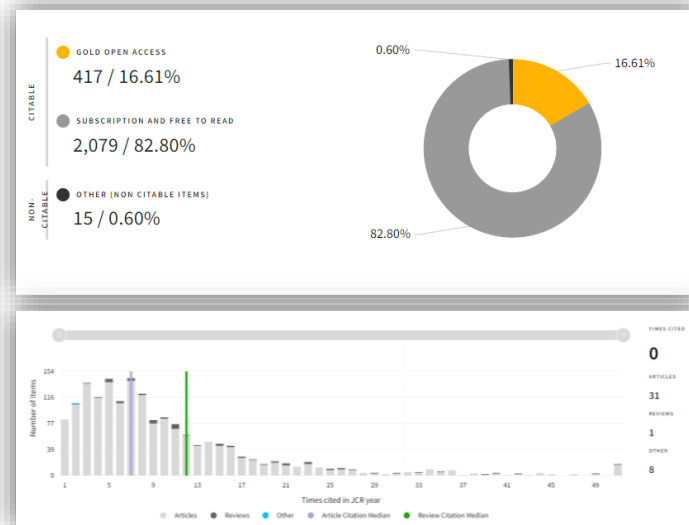 CITABLE
GOLD OPEN ACCESS
417 / 16.61%
SUBSCRIPTION AND FREE TO READ
2,079 / 82.80%
NON-
CITABLE
OTHER (NON CITABLE ITEMS)
15 / 0.60%
0.60%
16.61%
82.80%
TIMES CITED
0
ARTICLES
31
REVIEWS
1
OTHER
8
Number of items
154
116
77
39
0
1 5 9 13 17 21 25 29 33 37 41 45 49
Times cited in JCR year
Articles Reviews Other Article Citation Median Review Citation Median